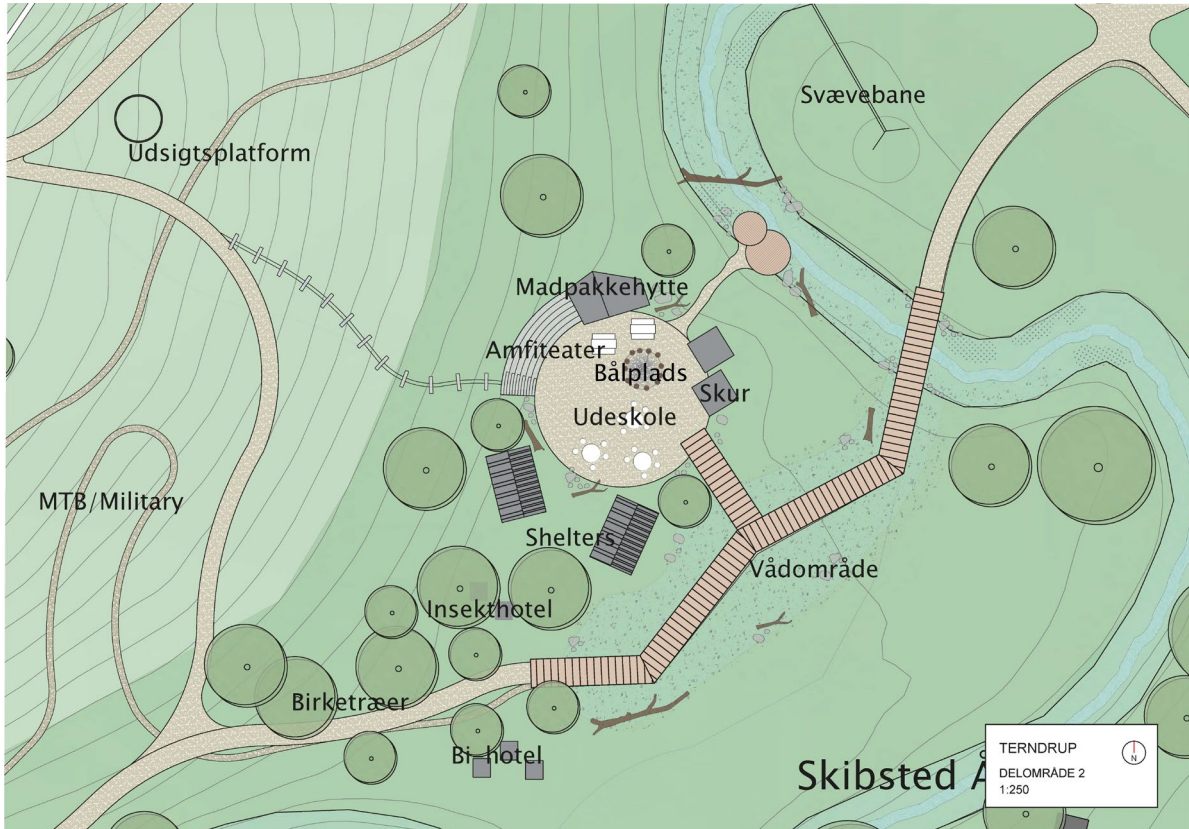 Svævebane
Udsigtsplatform
Madpakkehytte
Amfiteater
Bålplads
Skur
Udeskole
MTB/Military
Shelters
Vådområde
Insekthotel
Birketræer
Bi-hotel
Skibsted Å
TERNDRUP
DELOMRÅDE 2
1:250
N